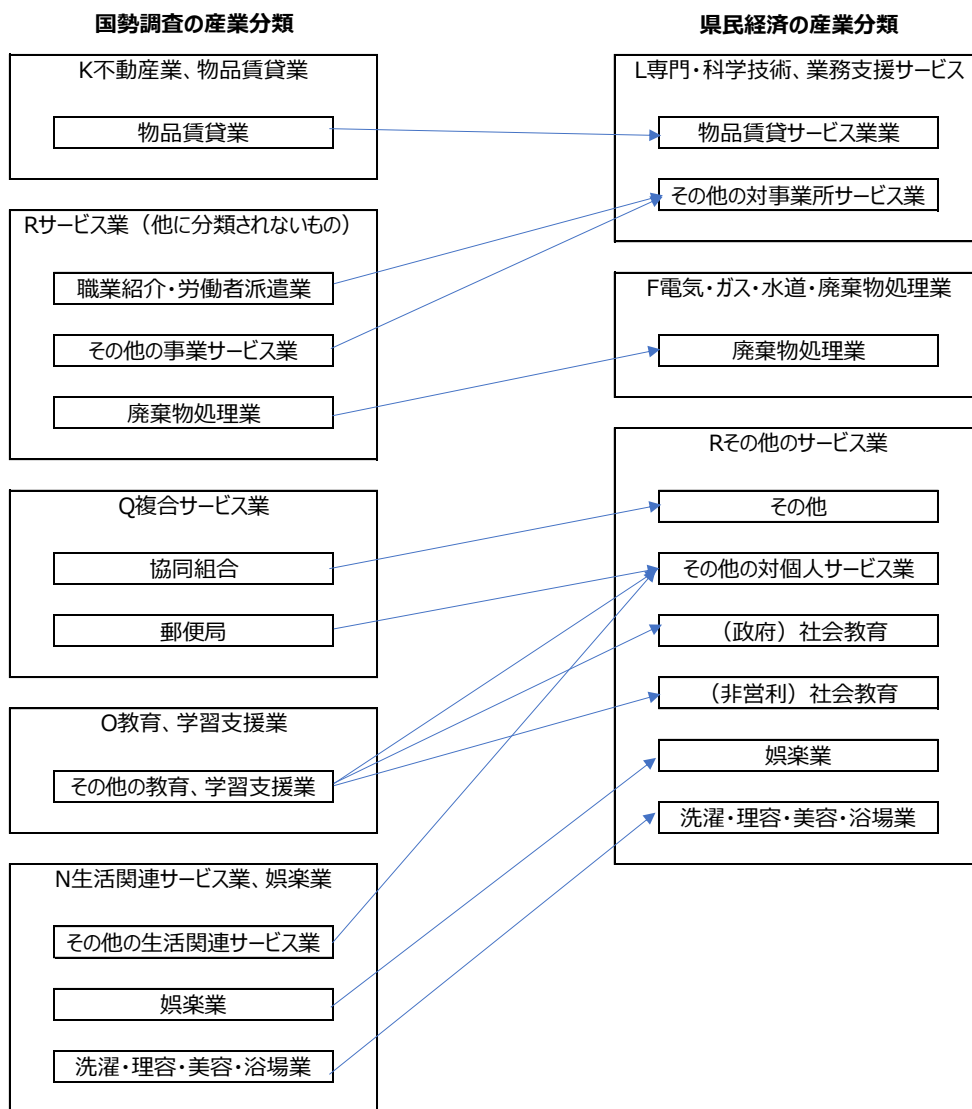 国勢調査の産業分類
K不動産業、物品賃貸業
物品賃貸業
Rサービス業（他に分類されないもの）
職業紹介・労働者派遣業
その他の事業サービス業
廃棄物処理業
Q複合サービス業
協同組合
郵便局
O教育、学習支援業
その他の教育、学習支援業
N生活関連サービス業、娯楽業
その他の生活関連サービス業
娯楽業
洗濯・理容・美容・浴場業
県民経済の産業分類
L専門・科学技術、業務支援サービス
物品賃貸サービス業業
その他の対事業所サービス業
F電気・ガス・水道・廃棄物処理業
廃棄物処理業
Rその他のサービス業
その他
その他の対個人サービス業
（政府）社会教育
（非営利）社会教育
娯楽業
洗濯・理容・美容・浴場業